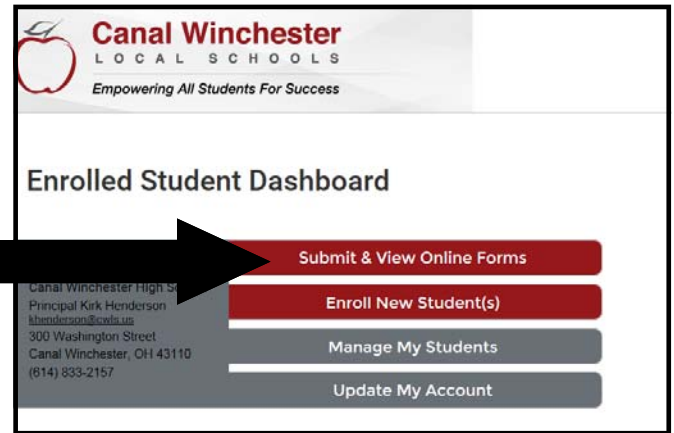 Canal Winchester
LOCAL SCHOOLS
Empowering All Students For Success
Enrolled Student Dashboard
Submit & View Online Forms
Enroll New Student(s)
Manage My Students
Update My Account
Canal Winchester High
Principal Kirk Henderson
khenderson@cwls.us
300 Washington Street
Canal Winchester, OH 43110
(614) 833-2157